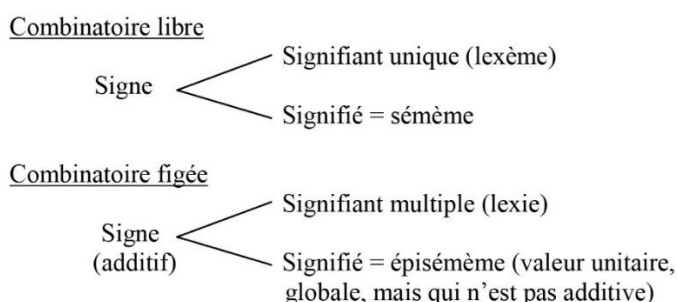 Combinatoire libre
Signifiant unique (lexème)
Signe
Signifié = sémème
Combinatoire figée
Signifiant multiple (lexie)
Signe
(additif)
Signifié = épisémème (valeur unitaire,
globale, mais qui n'est pas additive)